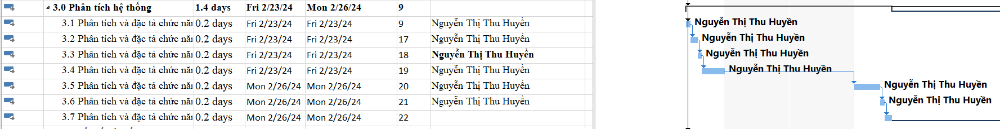 3.0 Phân tích hệ thống 1.4 days Fri 2/23/24 Mon 2/26/24 9
3.1 Phân tích và đặc tả chức năn 0.2 days Fri 2/23/24 Fri 2/23/24 9 Nguyễn Thị Thu Huyền Nguyễn Thị Thu Huyền
3.2 Phân tích và đặc tả chức năn 0.2 days Fri 2/23/24 Fri 2/23/24 17 Nguyễn Thị Thu Huyền Nguyễn Thị Thu Huyền
3.3 Phân tích và đặc tả chức năn 0.2 days Fri 2/23/24 Fri 2/23/24 18 Nguyễn Thị Thu Huyền Nguyễn Thị Thu Huyền
3.4 Phân tích và đặc tả chức năn 0.2 days Fri 2/23/24 Fri 2/23/24 19 Nguyễn Thị Thu Huyền Nguyễn Thị Thu Huyền
3.5 Phân tích và đặc tả chức năn 0.2 days Mon 2/26/24 Mon 2/26/24 20 Nguyễn Thị Thu Huyền Nguyễn Thị Thu Huyền
3.6 Phân tích và đặc tả chức năn 0.2 days Mon 2/26/24 Mon 2/26/24 21 Nguyễn Thị Thu Huyền Nguyễn Thị Thu Huyền
3.7 Phân tích và đặc tả chức năn 0.2 days Mon 2/26/24 Mon 2/26/24 22